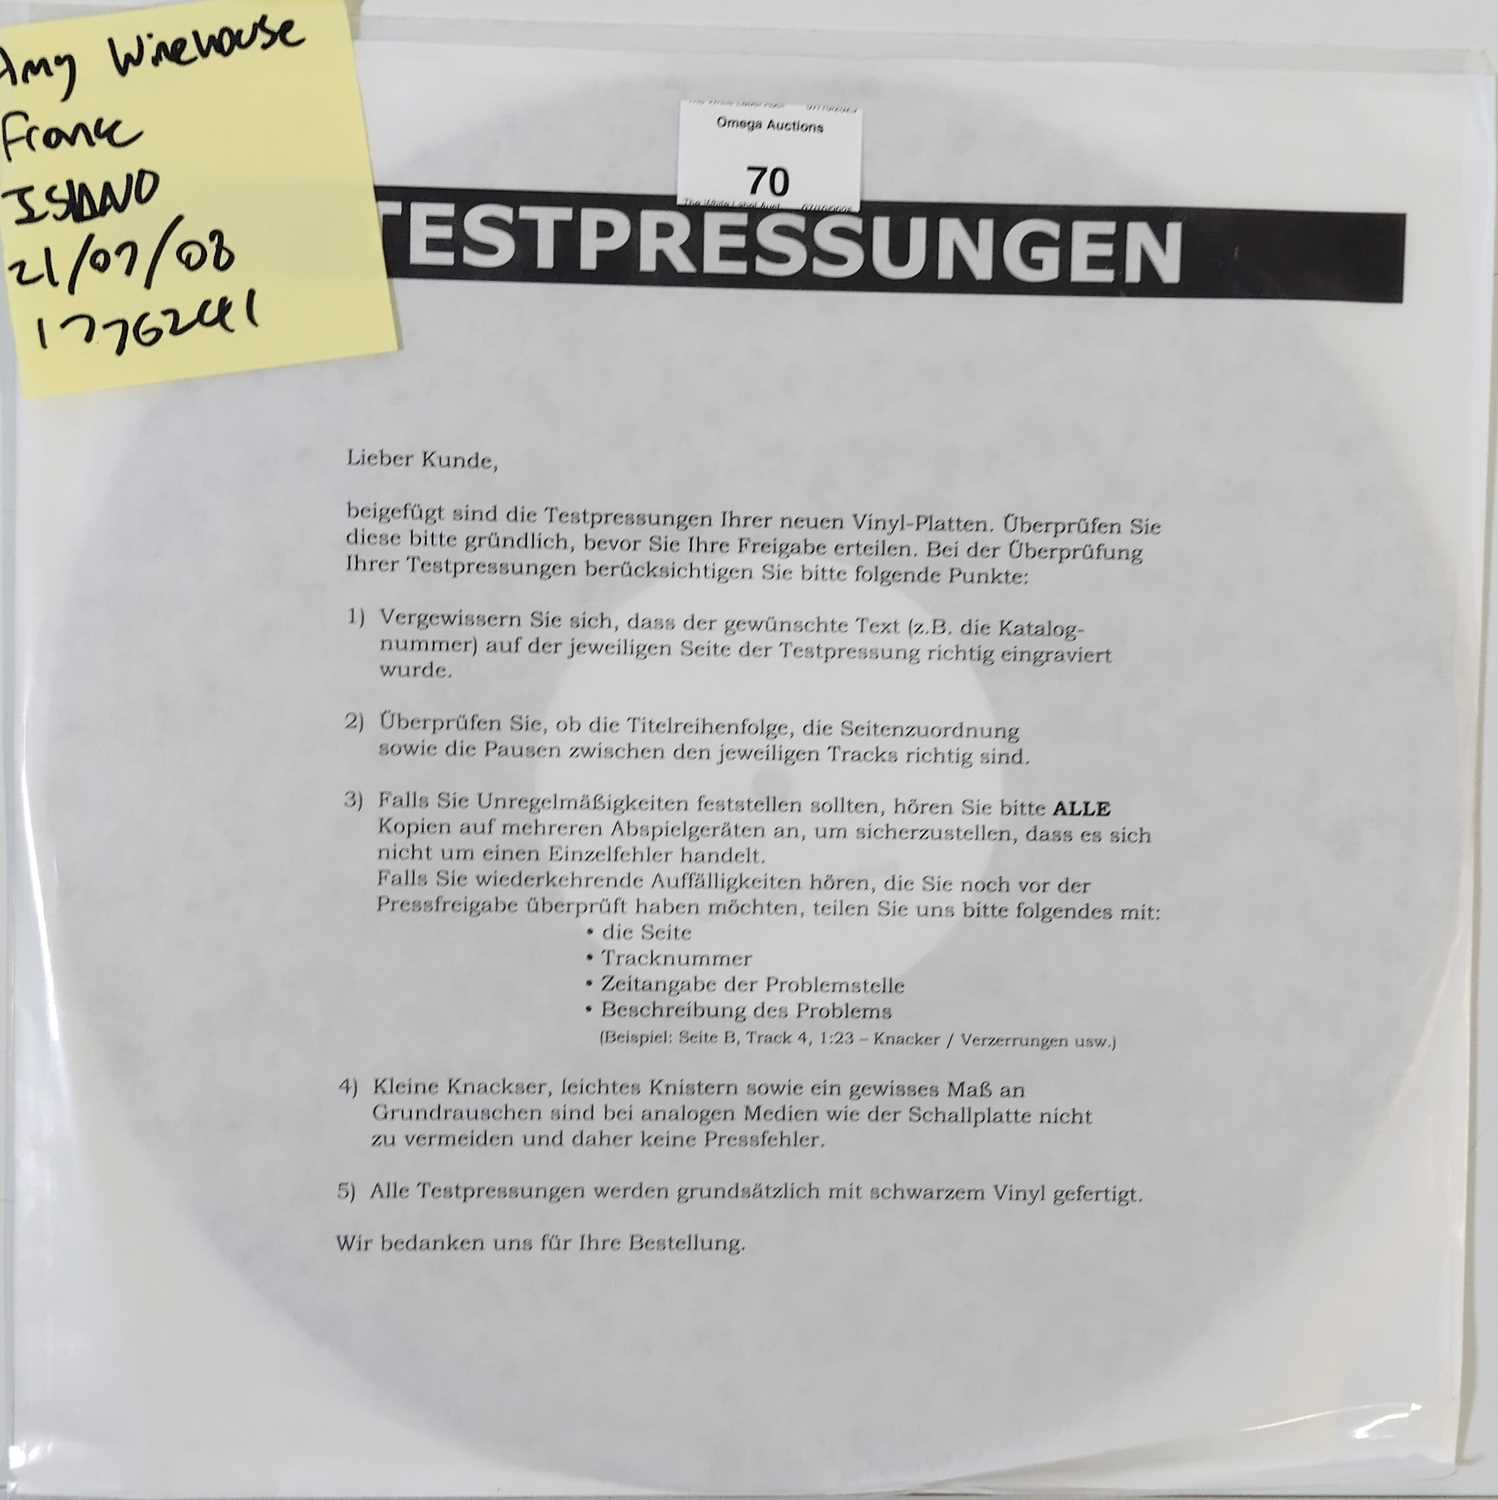 Amy Winehouse
Frank
ISLAND
21/07/08
1776241
Omega Auctions
70
The White Label Auct
TESTPRESSUNGEN
Lieber Kunde,
beigefügt sind die Testpressungen Ihrer neuen Vinyl-Platten. Überprüfen Sie
diese bitte gründlich, bevor Sie Ihre Freigabe erteilen. Bei der Überprüfung
Ihrer Testpressungen berücksichtigen Sie bitte folgende Punkte:
1) Vergewissern Sie sich, dass der gewünschte Text (z.B. die Katalog-
nummer) auf der jeweiligen Seite der Testpressung richtig eingraviert
wurde.
2) Überprüfen Sie, ob die Titelreihenfolge, die Seitenzuordnung
sowie die Pausen zwischen den jeweiligen Tracks richtig sind.
3) Falls Sie Unregelmäßigkeiten feststellen sollten, hören Sie bitte ALLE
Kopien auf mehreren Abspielgeräten an, um sicherzustellen, dass es sich
nicht um einen Einzelfehler handelt.
Falls Sie wiederkehrende Auffälligkeiten hören, die Sie noch vor der
Pressfreigabe überprüft haben möchten, teilen Sie uns bitte folgendes mit:
• die Seite
• Tracknummer
• Zeitangabe der Problemstelle
• Beschreibung des Problems
(Beispiel: Seite B, Track 4, 1:23 – Knacker / Verzerrungen usw.)
4) Kleine Knackser, leichtes Knistern sowie ein gewisses Maß an
Grundrauschen sind bei analogen Medien wie der Schallplatte nicht
zu vermeiden und daher keine Pressfehler.
5) Alle Testpressungen werden grundsätzlich mit schwarzem Vinyl gefertigt.
Wir bedanken uns für Ihre Bestellung.